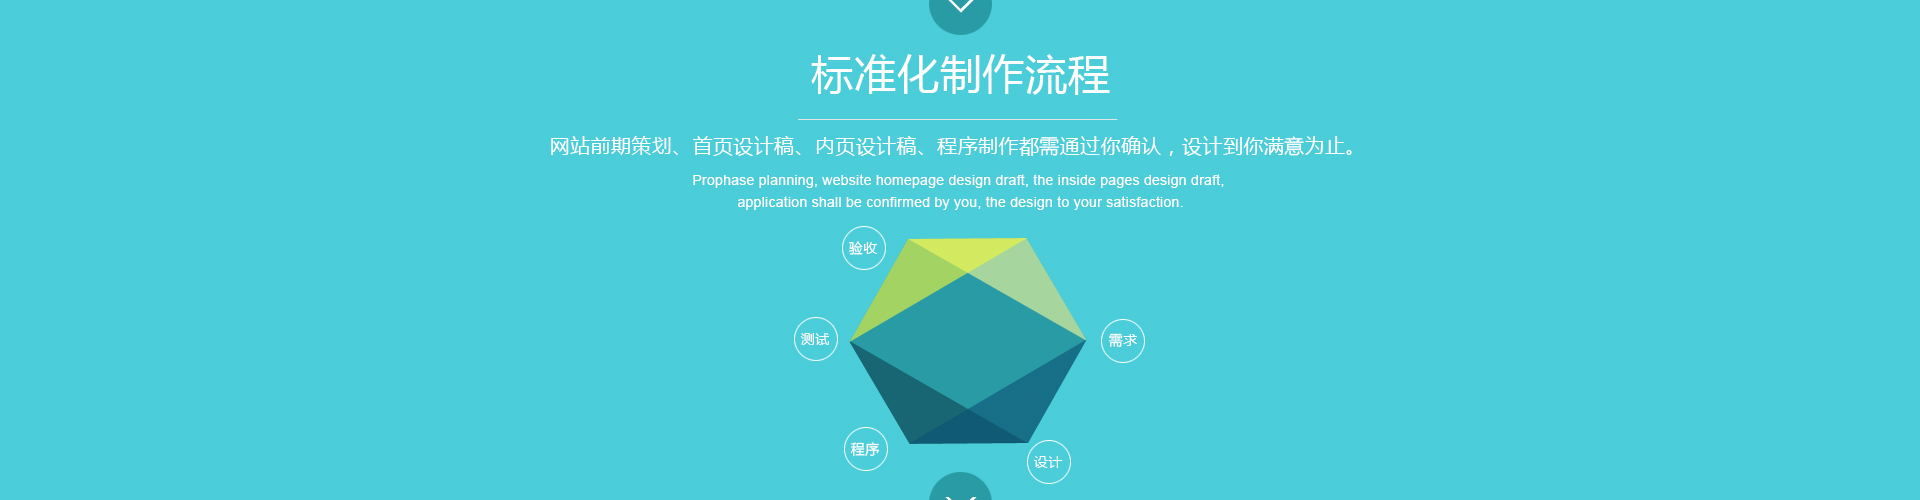 标准化制作流程
网站前期策划、首页设计稿、内页设计稿、程序制作都需通过你确认，设计到你满意为止。
Prophase planning, website homepage design draft, the inside pages design draft,
application shall be confirmed by you, the design to your satisfaction.
验收
测试
需求
程序
设计